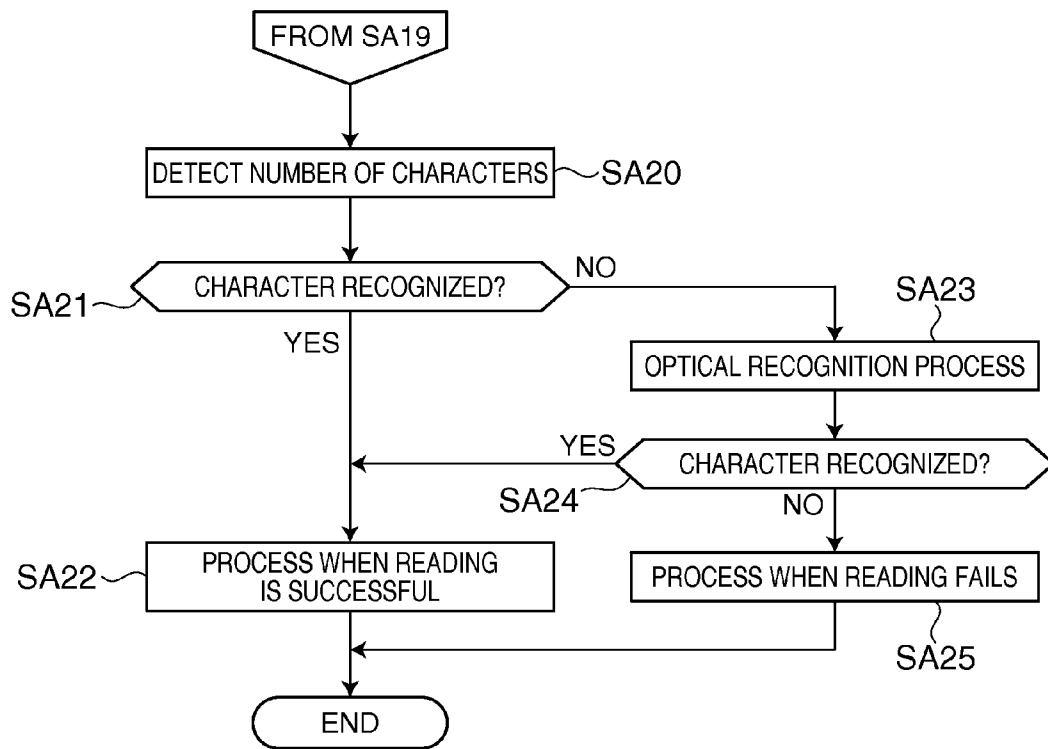 FROM SA19
DETECT NUMBER OF CHARACTERS
SA20
CHARACTER RECOGNIZED?
NO
SA21
YES
SA23
OPTICAL RECOGNITION PROCESS
YES
CHARACTER RECOGNIZED?
SA24
NO
SA22
PROCESS WHEN READING
IS SUCCESSFUL
PROCESS WHEN READING FAILS
SA25
END